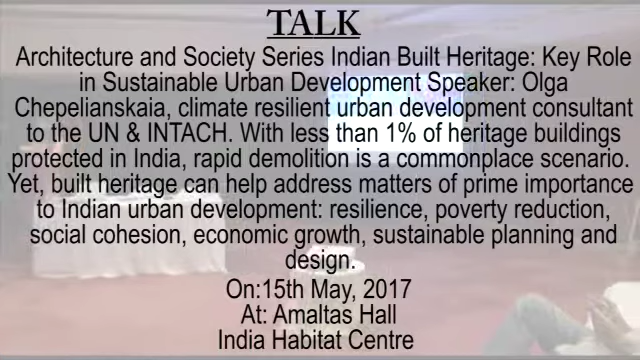 TALK
Architecture and Society Series Indian Built Heritage: Key Role
in Sustainable Urban Development Speaker: Olga
Chepelianskaia, climate resilient urban development consultant
to the UN & INTACH. With less than 1% of heritage buildings
protected in India, rapid demolition is a commonplace scenario.
Yet, built heritage can help address matters of prime importance
to Indian urban development: resilience, poverty reduction,
social cohesion, economic growth, sustainable planning and
design.
On:15th May, 2017
At: Amaltas Hall
India Habitat Centre